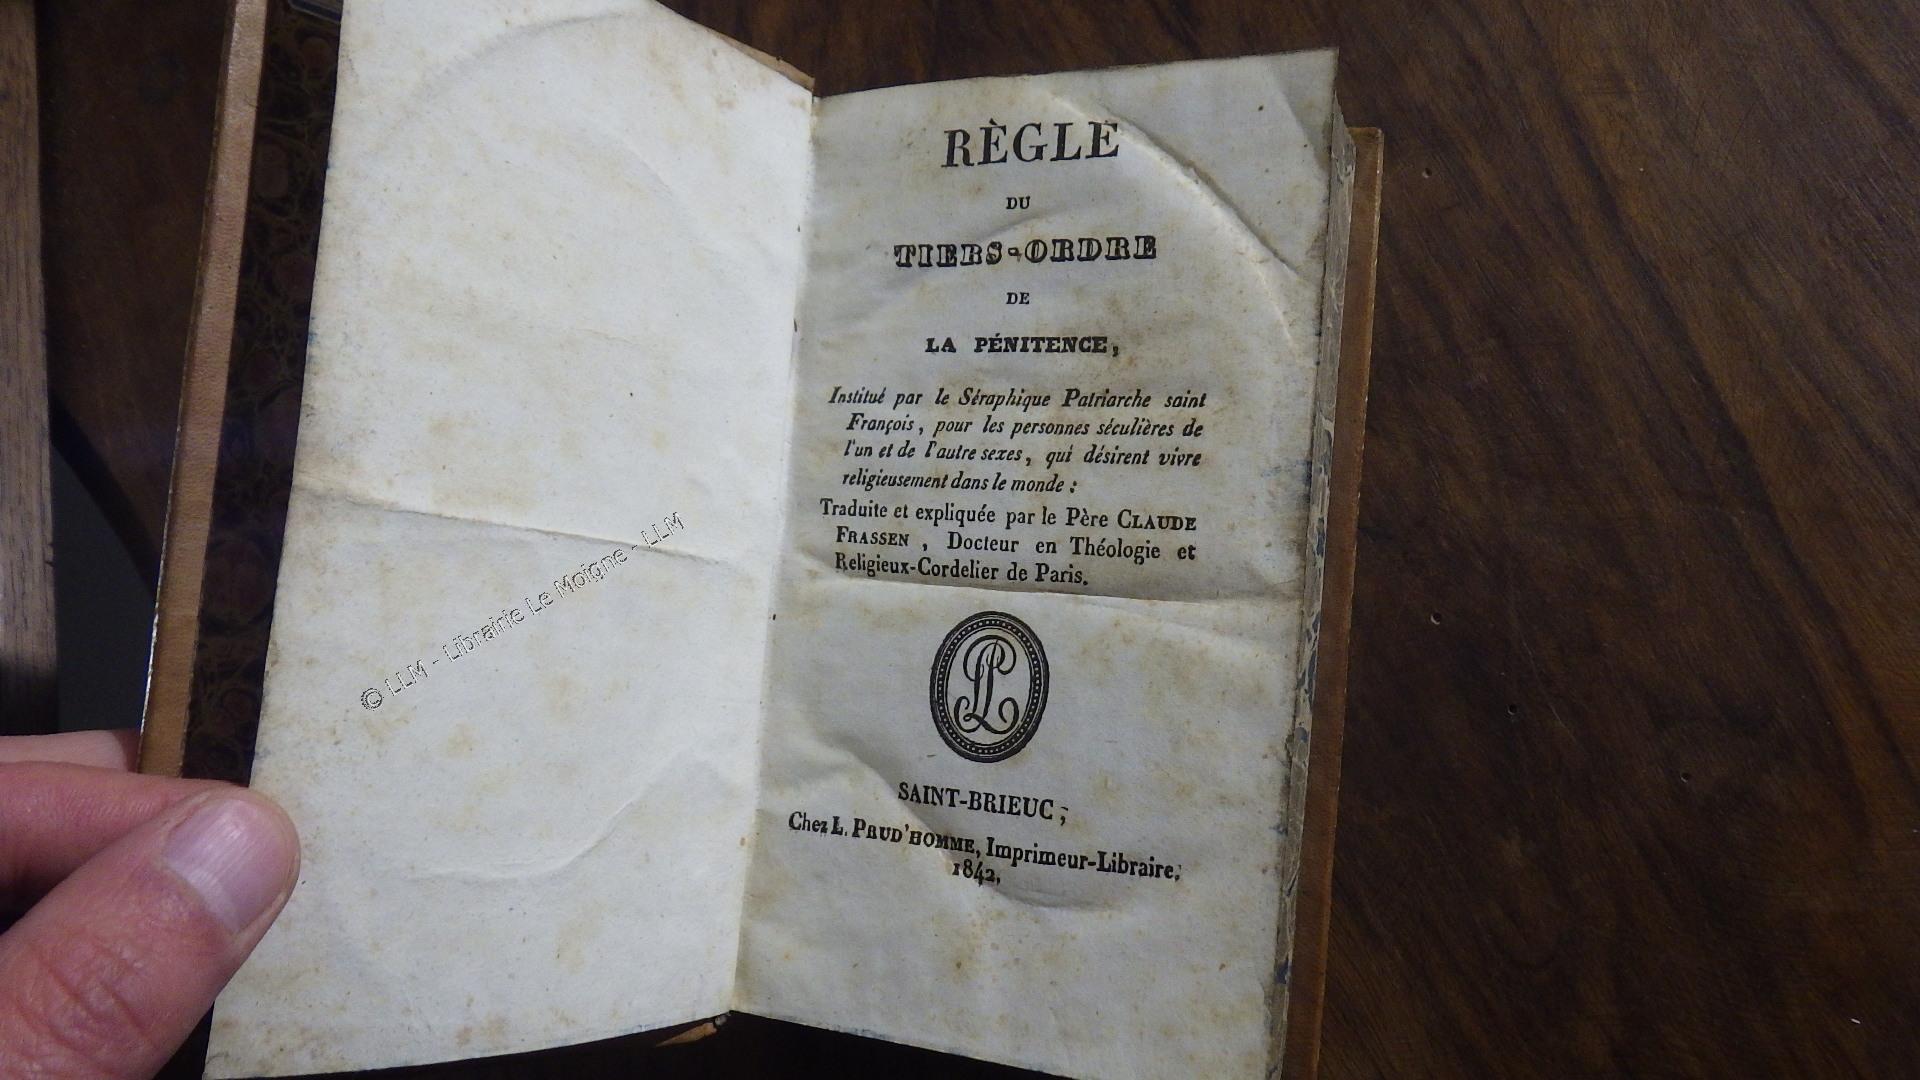 RÈGLE
DU
TIERS-ORDRE
DE
LA PÉNITENCE,
Institué par le Séraphique Patriarche saint
François, pour les personnes séculières de
l'un et de l'autre sexes, qui désirent vivre
religieusement dans le monde :
Traduite et expliquée par le Père CLAUDE
FRASSEN, Docteur en Théologie et
Religieux-Cordelier de Paris.
PL
SAINT-BRIEUC;
Chez L. PRUD'HOMME, Imprimeur-Libraire.
1842.
© LLM - Librairie Le Moigne - LLM